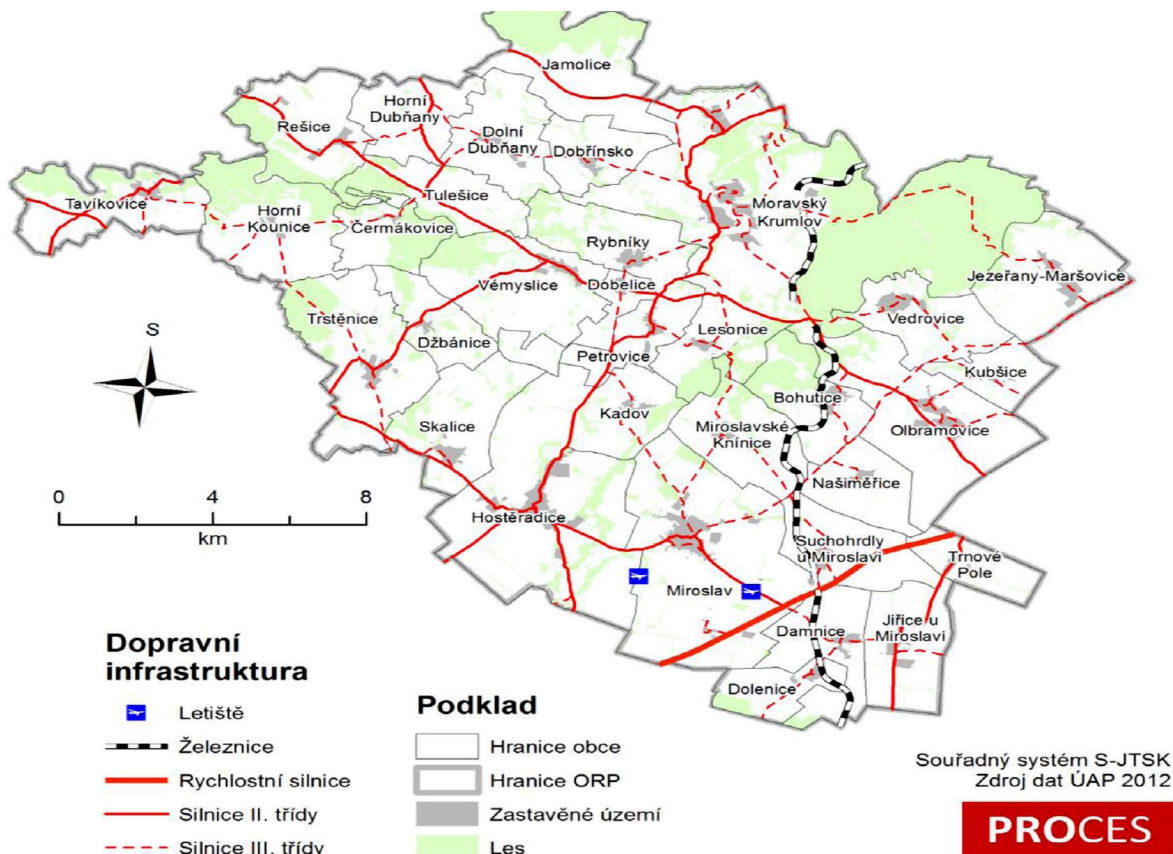 Jamolice
Horní
Dubňany
Rešice
Dolní
Dubňany
Dobřínsko
Tavíkovice
Tulešice
Moravský
Krumlov
Horní
Kounice
Čermákovice
Rybníky
Jezeřany-Maršovice
Vémyslice
Dobelice
Vedrovice
Trstěnice
Lesonice
S
Džbánice
Petrovice
Kubšice
Bohutice
Kadov
Olbramovice
Skalice
Miroslavské
Knínice
Našiměřice
0 4 8
km
Hostěradice
Suchohrdly
u Miroslavi
Trnové
Pole
Miroslav
Jiřice u
Miroslavi
Damnice
Dolenice
Dopravní
infrastruktura
Letiště
Železnice
Rychlostní silnice
Silnice II. třídy
Silnice III. třídy
Podklad
Hranice obce
Hranice ORP
Zastavěné území
Les
Souřadný systém S-JTSK
Zdroj dat ÚAP 2012
PROCES